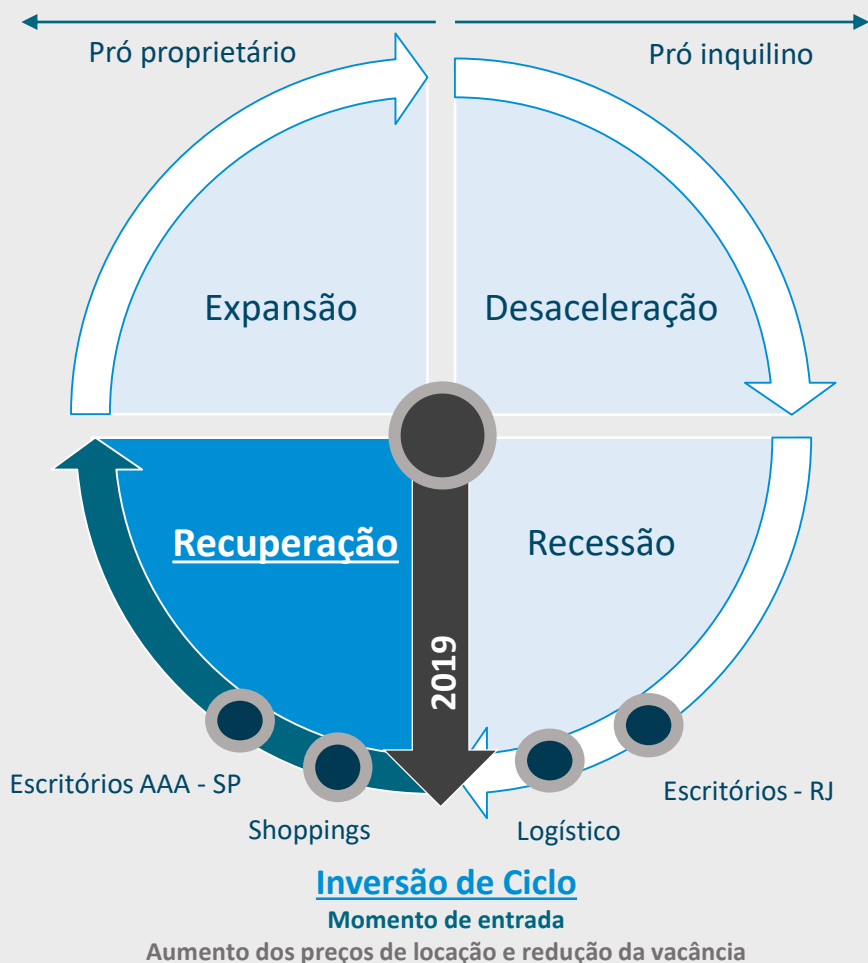 Pró proprietário
Pró inquilino
Expansão
Desaceleração
Recuperação
Recessão
2019
Escritórios AAA - SP
Shoppings
Logístico
Escritórios - RJ
Inversão de Ciclo
Momento de entrada
Aumento dos preços de locação e redução da vacância